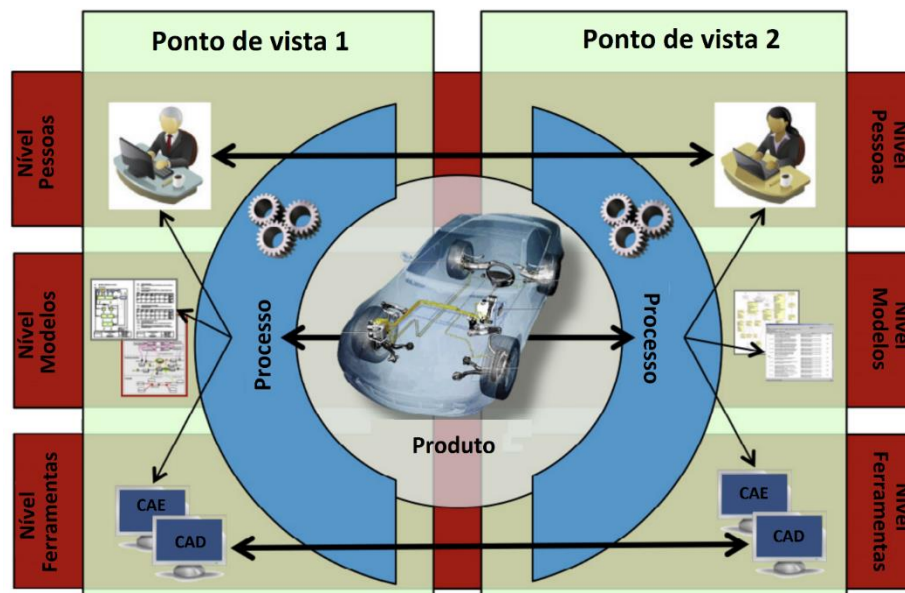 Ponto de vista 1
Ponto de vista 2
Nível
Pessoas
Nível
Pessoas
Nível
Modelos
Processo
Processo
Nível
Modelos
Produto
Nível
Ferramentas
CAE
CAD
CAE
CAD
Nível
Ferramentas